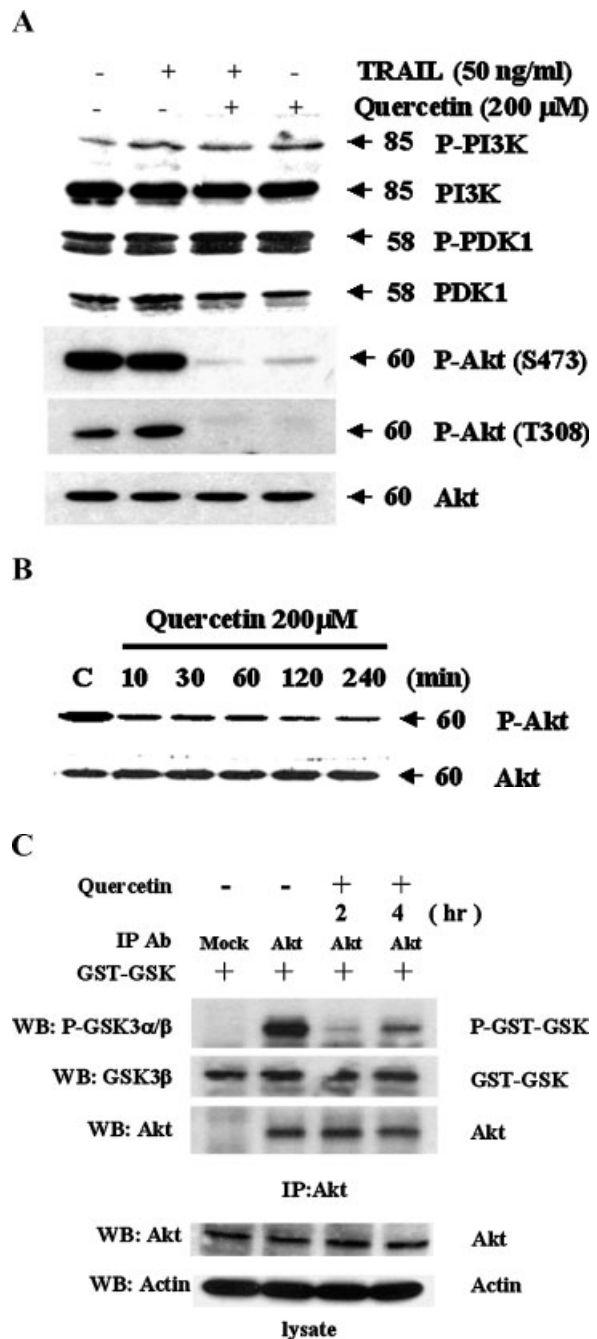 A
- + + - TRAIL (50 ng/ml)
- - + + Quercetin (200 µM)
85 P-PI3K
85 PI3K
58 P-PDK1
58 PDK1
60 P-Akt (S473)
60 P-Akt (T308)
60 Akt
B
Quercetin 200µM
C 10 30 60 120 240 (min)
60 P-Akt
60 Akt
C
Quercetin - - + +
2 4 ( hr )
IP Ab Mock Akt Akt Akt
GST-GSK + + + +
WB: P-GSK3α/β P-GST-GSK
WB: GSK3β GST-GSK
WB: Akt Akt
IP:Akt
WB: Akt Akt
WB: Actin Actin
lysate